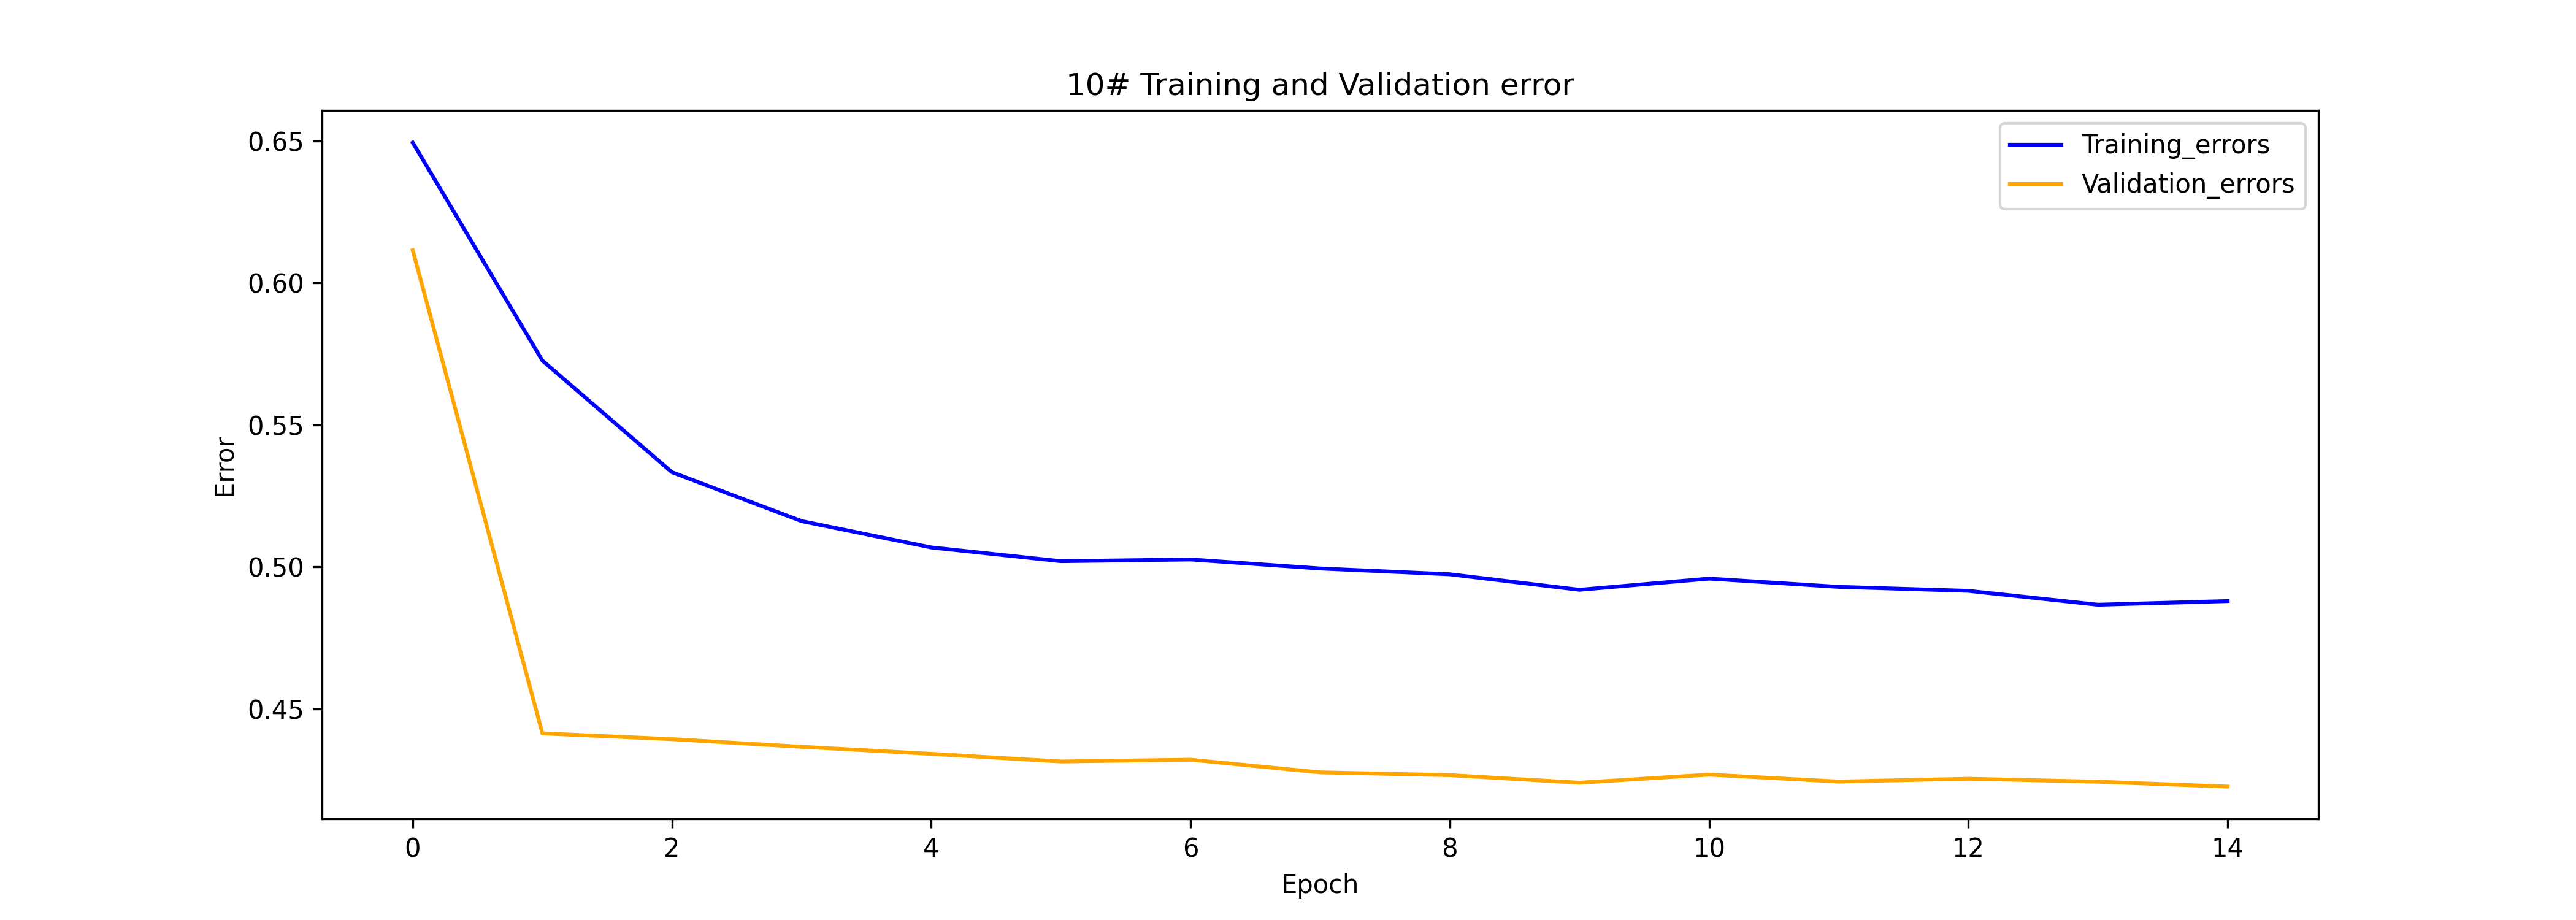 10# Training and Validation error
Training_errors
Validation_errors
0.65
0.60
0.55
0.50
0.45
Error
0
2
4
6
8
10
12
14
Epoch